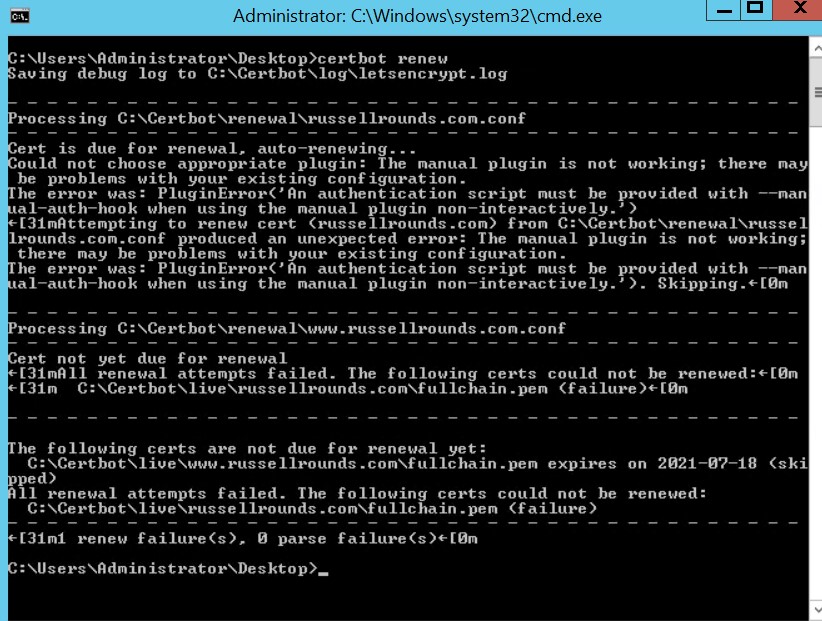 Administrator: C:\Windows\system32\cmd.exe
C:\Users\Administrator\Desktop>certbot renew
Saving debug log to C:\Certbot\log\letsencrypt.log
- - - - - - - - - - - - - - - - - - - - - - - - - - - - - - - - - - - - - - - -
Processing C:\Certbot\renewal\russellrounds.com.conf
- - - - - - - - - - - - - - - - - - - - - - - - - - - - - - - - - - - - - - - -
Cert is due for renewal, auto-renewing...
Could not choose appropriate plugin: The manual plugin is not working; there may
 be problems with your existing configuration.
The error was: PluginError('An authentication script must be provided with --man
ual-auth-hook when using the manual plugin non-interactively.')
←[31mAttempting to renew cert (russellrounds.com) from C:\Certbot\renewal\russel
lrounds.com.conf produced an unexpected error: The manual plugin is not working;
 there may be problems with your existing configuration.
The error was: PluginError('An authentication script must be provided with --man
ual-auth-hook when using the manual plugin non-interactively.'). Skipping.←[0m
- - - - - - - - - - - - - - - - - - - - - - - - - - - - - - - - - - - - - - - -
Processing C:\Certbot\renewal\www.russellrounds.com.conf
- - - - - - - - - - - - - - - - - - - - - - - - - - - - - - - - - - - - - - - -
Cert not yet due for renewal
←[31mAll renewal attempts failed. The following certs could not be renewed:←[0m
←[31m  C:\Certbot\live\russellrounds.com\fullchain.pem (failure)←[0m
- - - - - - - - - - - - - - - - - - - - - - - - - - - - - - - - - - - - - - - -
The following certs are not due for renewal yet:
  C:\Certbot\live\www.russellrounds.com\fullchain.pem expires on 2021-07-18 (ski
pped)
All renewal attempts failed. The following certs could not be renewed:
  C:\Certbot\live\russellrounds.com\fullchain.pem (failure)
- - - - - - - - - - - - - - - - - - - - - - - - - - - - - - - - - - - - - - - -
←[31m1 renew failure(s), 0 parse failure(s)←[0m
C:\Users\Administrator\Desktop>_